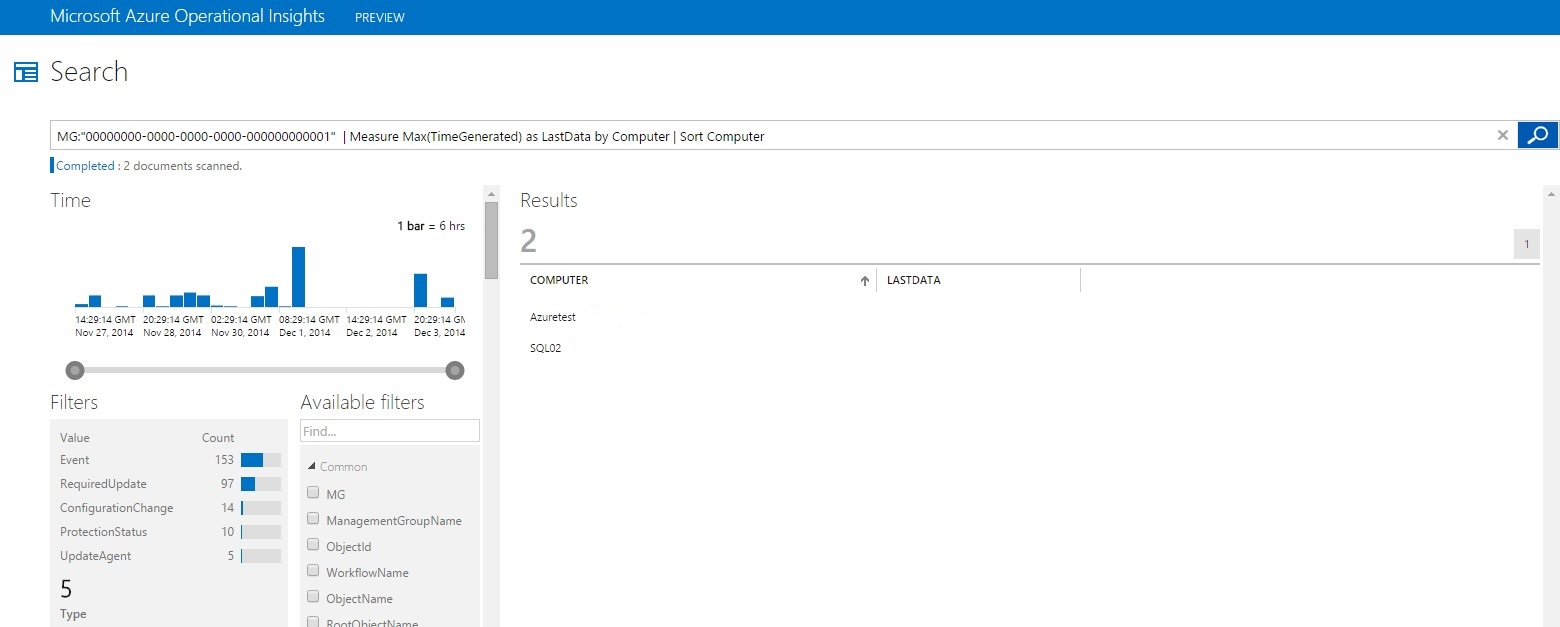 Microsoft Azure Operational Insights PREVIEW
Search
MG:"00000000-0000-0000-0000-000000000001" | Measure Max(TimeGenerated) as LastData by Computer | Sort Computer
Completed : 2 documents scanned.
Time
1 bar = 6 hrs
14:29:14 GMT 20:29:14 GMT 02:29:14 GMT 08:29:14 GMT 14:29:14 GMT 20:29:14 GM
Nov 27, 2014 Nov 28, 2014 Nov 30, 2014 Dec 1, 2014 Dec 2, 2014 Dec 3, 2014
Filters
Value Count
Event 153
RequiredUpdate 97
ConfigurationChange 14
ProtectionStatus 10
UpdateAgent 5
5
Type
Available filters
Find...
Common
MG
ManagementGroupName
ObjectId
WorkflowName
ObjectName
RootObjectName
Results
2
1
COMPUTER LASTDATA
Azuretest
SQL02